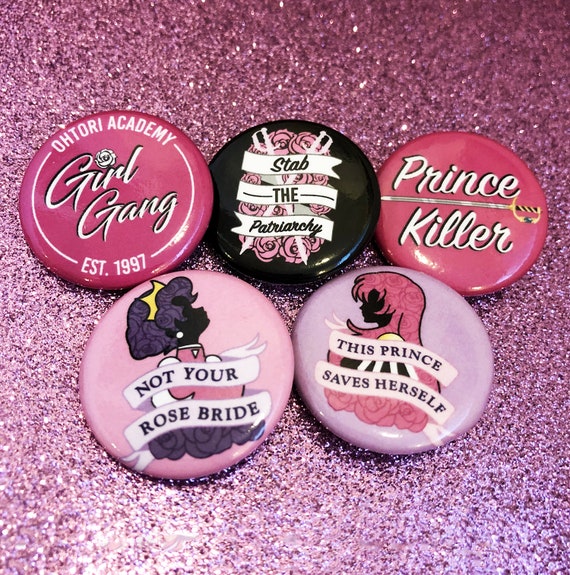 OHTORI ACADEMY
Girl
Gang
EST. 1997
Stab
THE
Patriarchy
Prince
Killer
NOT YOUR
ROSE BRIDE
THIS PRINCE
SAVES HERSELF